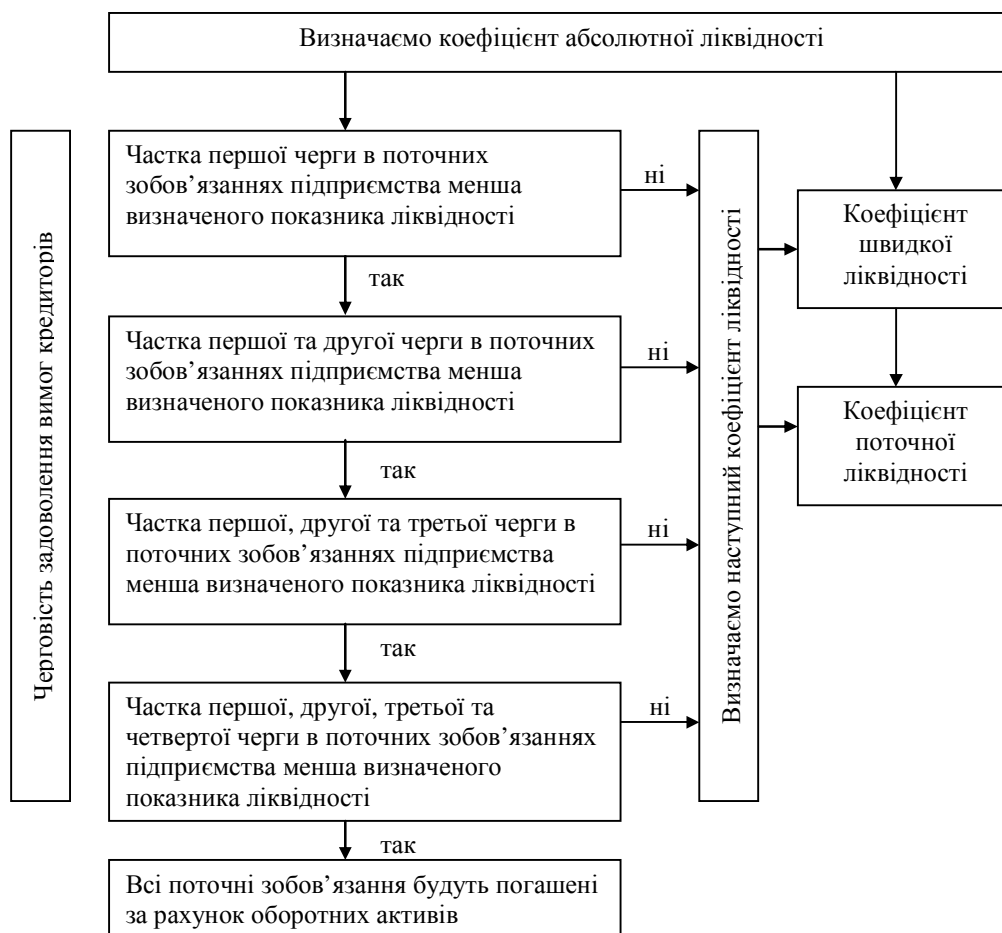 Визначаємо коефіцієнт абсолютної ліквідності
Черговість задоволення вимог кредиторів
Частка першої черги в поточних
зобов’язаннях підприємства менша
визначеного показника ліквідності
ні
так
Частка першої та другої черги в поточних
зобов’язаннях підприємства менша
визначеного показника ліквідності
ні
так
Частка першої, другої та третьої черги в
поточних зобов’язаннях підприємства
менша визначеного показника ліквідності
ні
так
Частка першої, другої, третьої та
четвертої черги в поточних зобов’язаннях
підприємства менша визначеного
показника ліквідності
ні
так
Всі поточні зобов’язання будуть погашені
за рахунок оборотних активів
Визначаємо наступний коефіцієнт ліквідності
Коефіцієнт
швидкої
ліквідності
Коефіцієнт
поточної
ліквідності